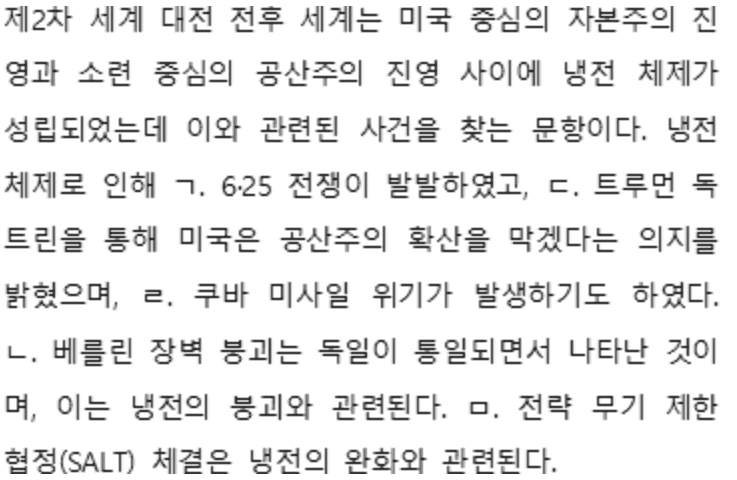 제2차 세계 대전 전후 세계는 미국 중심의 자본주의 진
영과 소련 중심의 공산주의 진영 사이에 냉전 체제가
성립되었는데 이와 관련된 사건을 찾는 문항이다. 냉전
체제로 인해 ㄱ. 6·25 전쟁이 발발하였고, ㄷ. 트루먼 독
트린을 통해 미국은 공산주의 확산을 막겠다는 의지를
밝혔으며, ㄹ. 쿠바 미사일 위기가 발생하기도 하였다.
ㄴ. 베를린 장벽 붕괴는 독일이 통일되면서 나타난 것이
며, 이는 냉전의 붕괴와 관련된다. ㅁ. 전략 무기 제한
협정(SALT) 체결은 냉전의 완화와 관련된다.